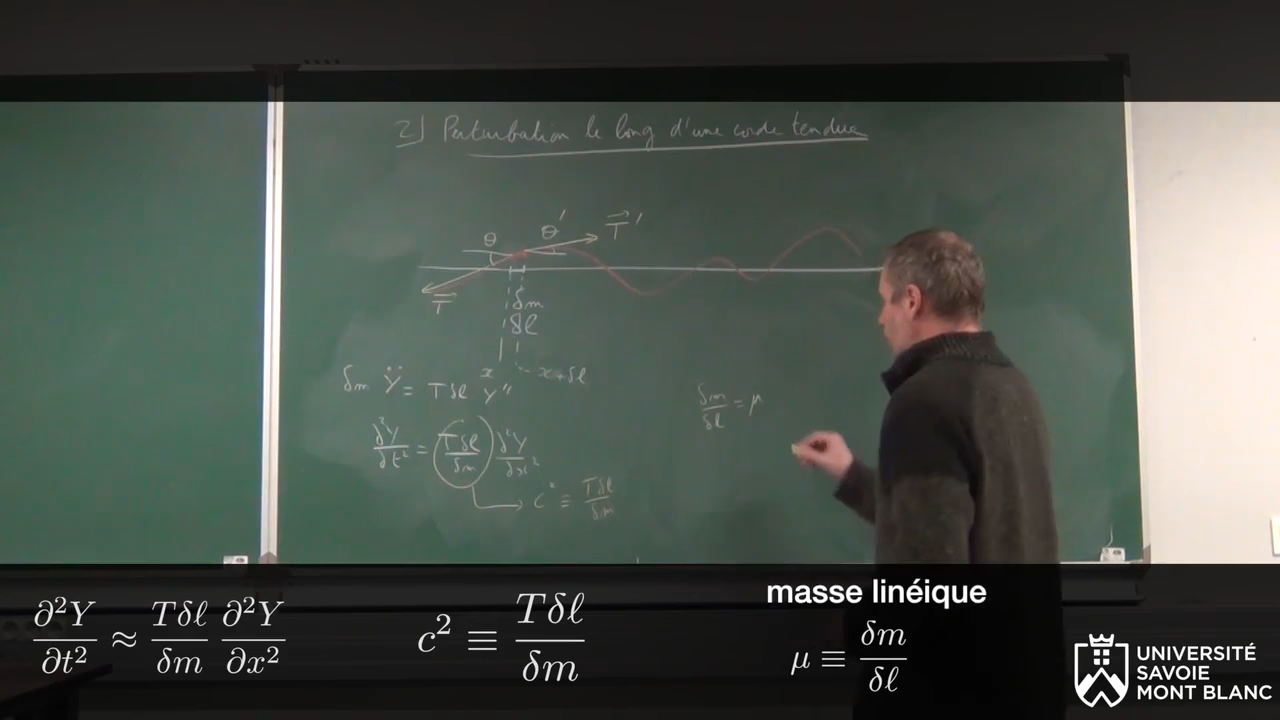 2) Perturbation le long d'une corde tendue
θ θ' T⃗'
T⃗
δm
δℓ
x x+δℓ
δm Ÿ = T δℓ Y''
∂²Y/∂t² = Tδℓ/δm ∂²Y/∂x²
→ c² ≡ Tδℓ/δm
δm/δℓ = μ
∂²Y/∂t² ≈ Tδℓ/δm ∂²Y/∂x²
c² ≡ Tδℓ/δm
masse linéique
μ ≡ δm/δℓ
UNIVERSITÉ
SAVOIE
MONT BLANC